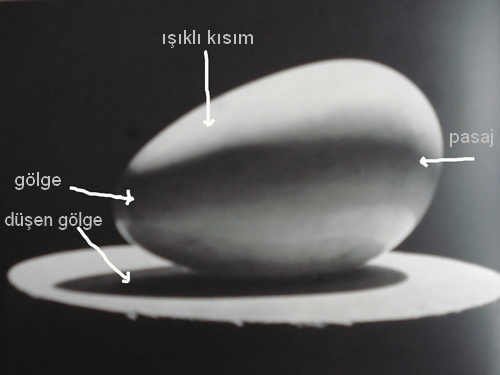 ışıklı kısım
pasaj
gölge
düşen gölge